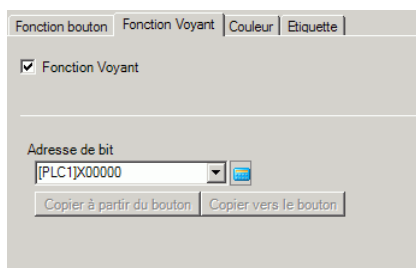 Fonction bouton Fonction Voyant Couleur Etiquette
Fonction Voyant
Adresse de bit
[PLC1]X00000
Copier à partir du bouton Copier vers le bouton